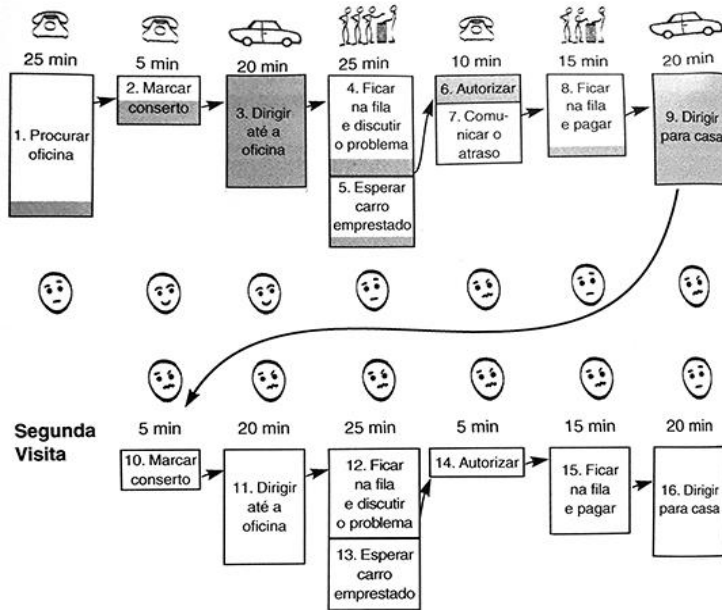 25 min
5 min
20 min
25 min
10 min
15 min
20 min
1. Procurar
oficina
2. Marcar
conserto
3. Dirigir
até a
oficina
4. Ficar
na fila
e discutir
o problema
5. Esperar
carro
emprestado
6. Autorizar
7. Comu-
nicar o
atraso
8. Ficar
na fila
e pagar
9. Dirigir
para casa
Segunda
Visita
5 min
20 min
25 min
5 min
15 min
20 min
10. Marcar
conserto
11. Dirigir
até a
oficina
12. Ficar
na fila
e discutir
o problema
13. Esperar
carro
emprestado
14. Autorizar
15. Ficar
na fila
e pagar
16. Dirigir
para casa